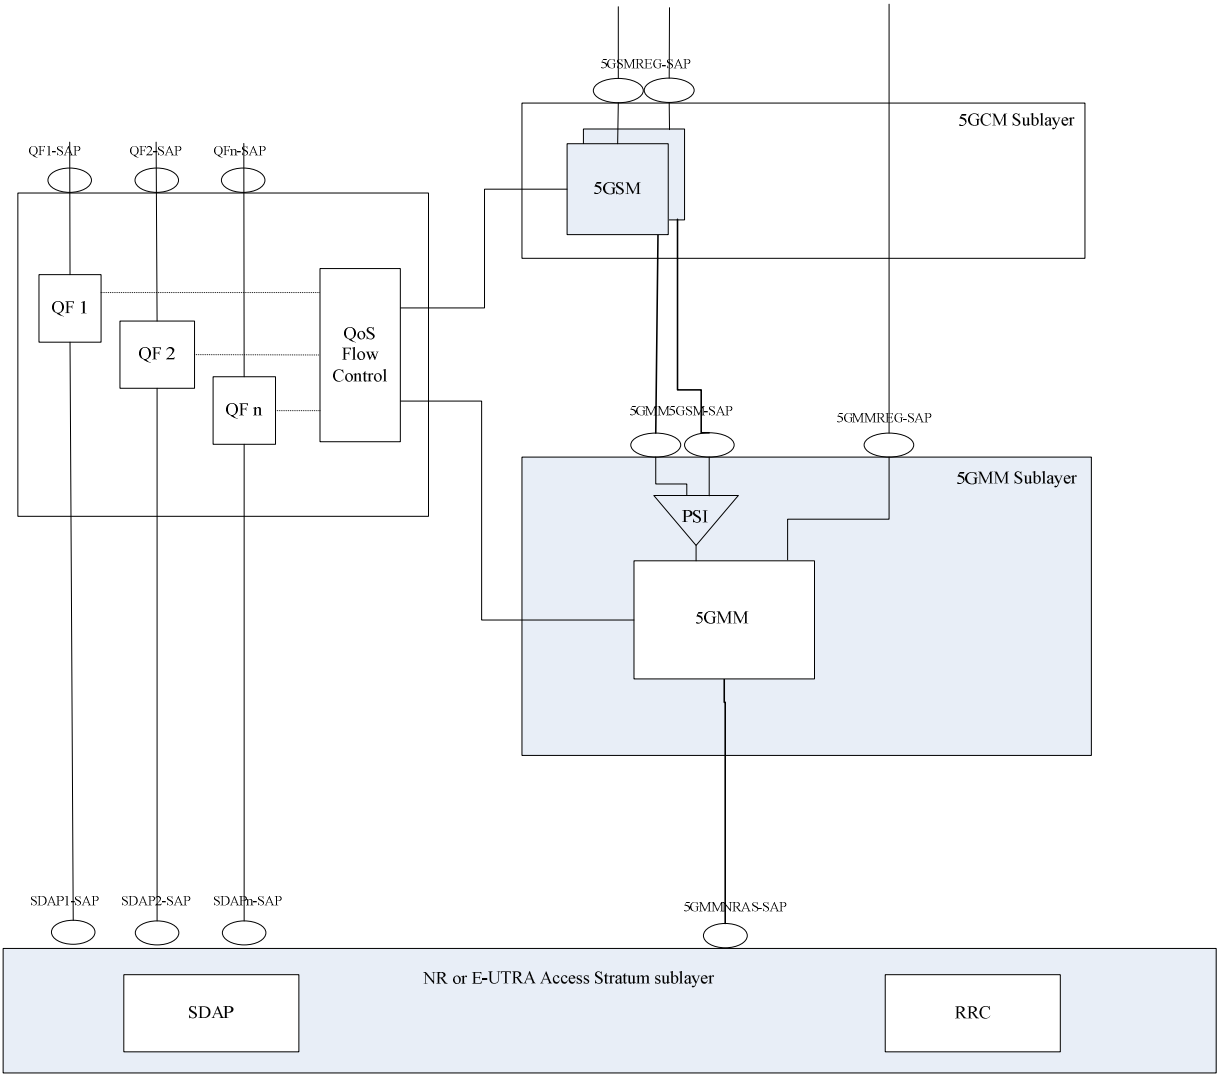 5GSMREG-SAP
5GCM Sublayer
QF1-SAP
QF2-SAP
QFn-SAP
5GSM
QF 1
QF 2
QF n
QoS
Flow
Control
5GMM5GSM-SAP
5GMMREG-SAP
5GMM Sublayer
PSI
5GMM
SDAP1-SAP
SDAP2-SAP
SDAPn-SAP
5GMMNRAS-SAP
NR or E-UTRA Access Stratum sublayer
SDAP
RRC